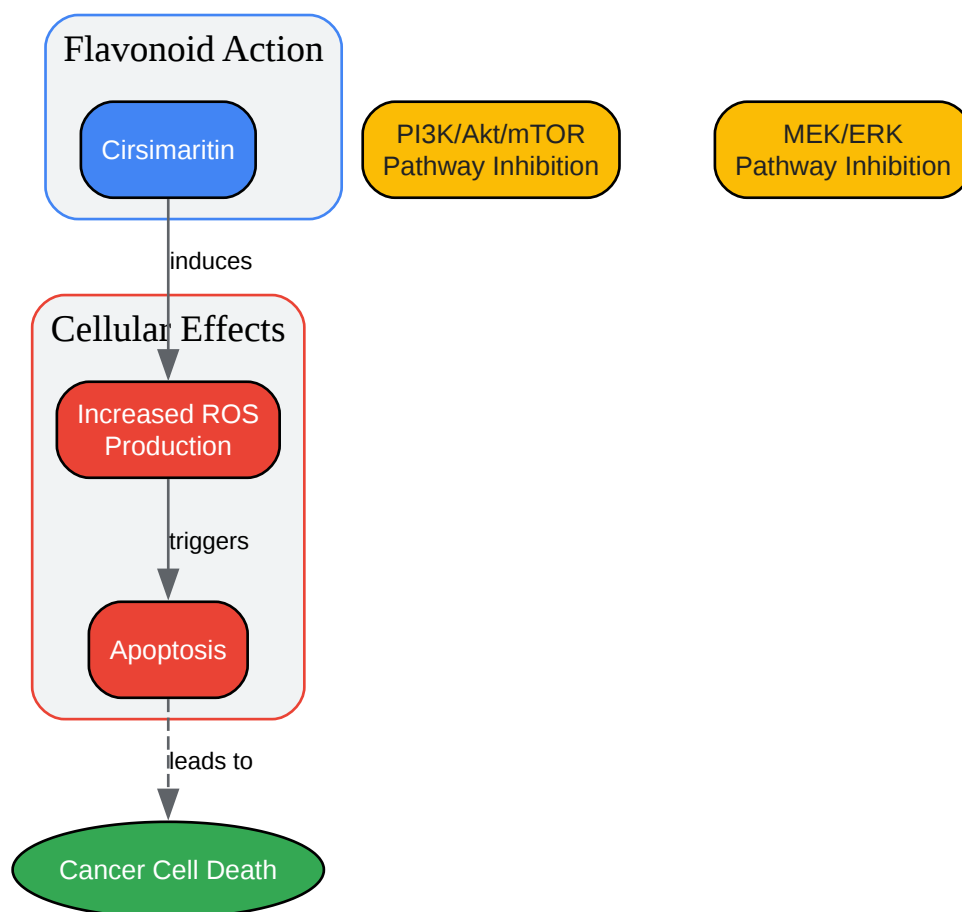 Flavonoid Action
Cirsimaritin
PI3K/Akt/mTOR
Pathway Inhibition
MEK/ERK
Pathway Inhibition
induces
Cellular Effects
Increased ROS
Production
triggers
Apoptosis
leads to
Cancer Cell Death